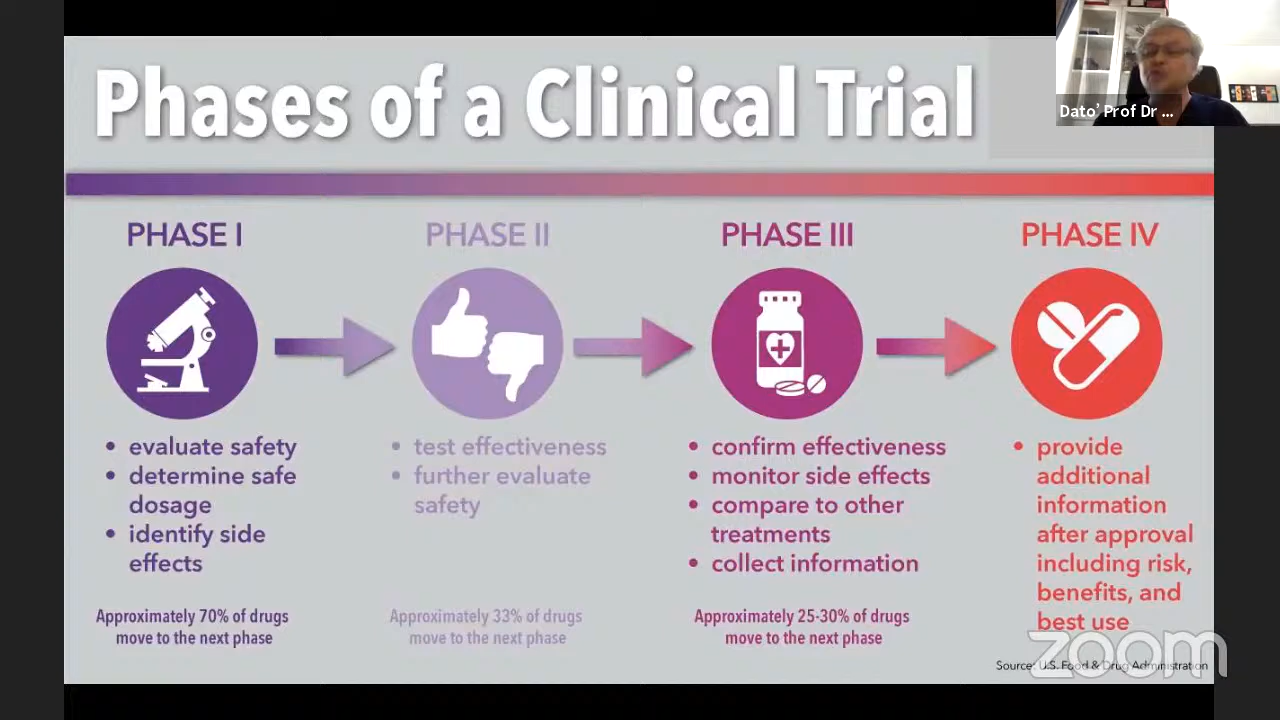 Phases of a Clinical Trial
Dato' Prof Dr ...
PHASE I
PHASE II
PHASE III
PHASE IV
• evaluate safety
• determine safe
dosage
• identify side
effects
Approximately 70% of drugs
move to the next phase
• test effectiveness
• further evaluate
safety
Approximately 33% of drugs
move to the next phase
• confirm effectiveness
• monitor side effects
• compare to other
treatments
• collect information
Approximately 25-30% of drugs
move to the next phase
• provide
additional
information
after approval
including risk,
benefits, and
best use
zoom
Source: U.S. Food & Drug Administration